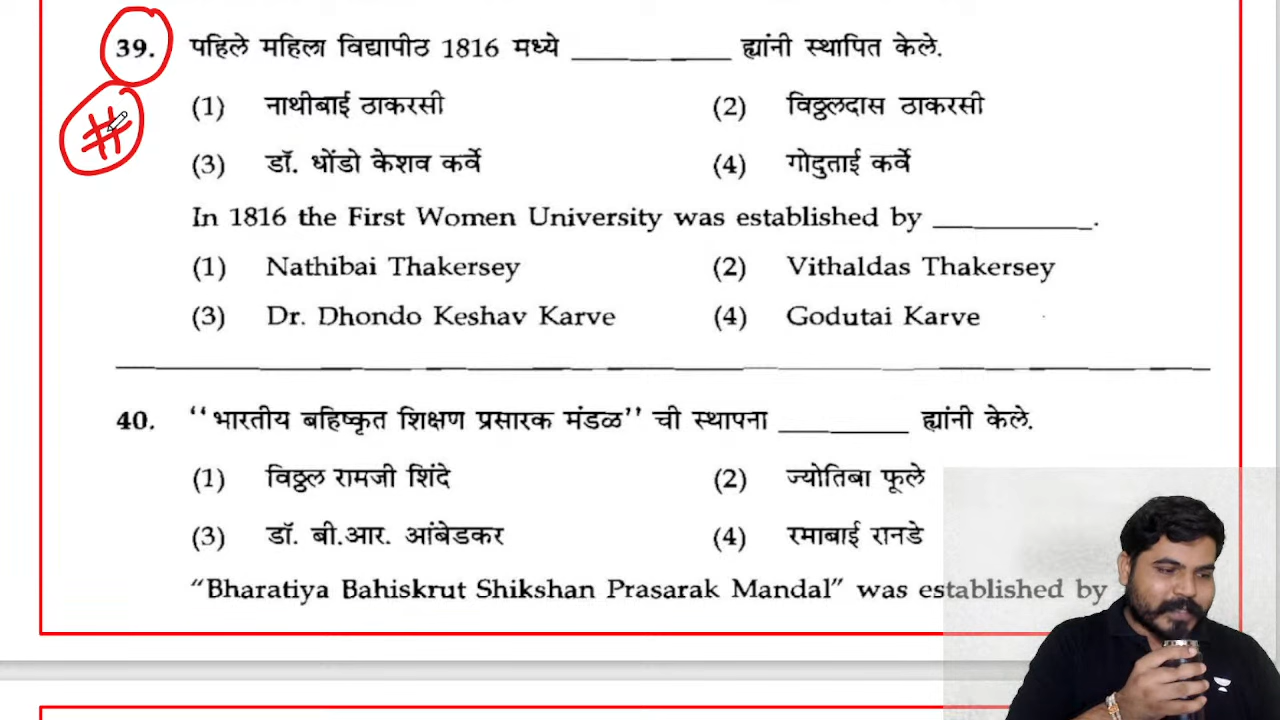 39. पहिले महिला विद्यापीठ 1816 मध्ये __________ ह्यांनी स्थापित केले.
#
(1) नाथीबाई ठाकरसी (2) विठ्ठलदास ठाकरसी
(3) डॉ. धोंडो केशव कर्वे (4) गोदुताई कर्वे
In 1816 the First Women University was established by __________.
(1) Nathibai Thakersey (2) Vithaldas Thakersey
(3) Dr. Dhondo Keshav Karve (4) Godutai Karve
40. ‘‘भारतीय बहिष्कृत शिक्षण प्रसारक मंडळ’’ ची स्थापना ________ ह्यांनी केले.
(1) विठ्ठल रामजी शिंदे (2) ज्योतिबा फूले
(3) डॉ. बी.आर. आंबेडकर (4) रमाबाई रानडे
“Bharatiya Bahiskrut Shikshan Prasarak Mandal” was established by